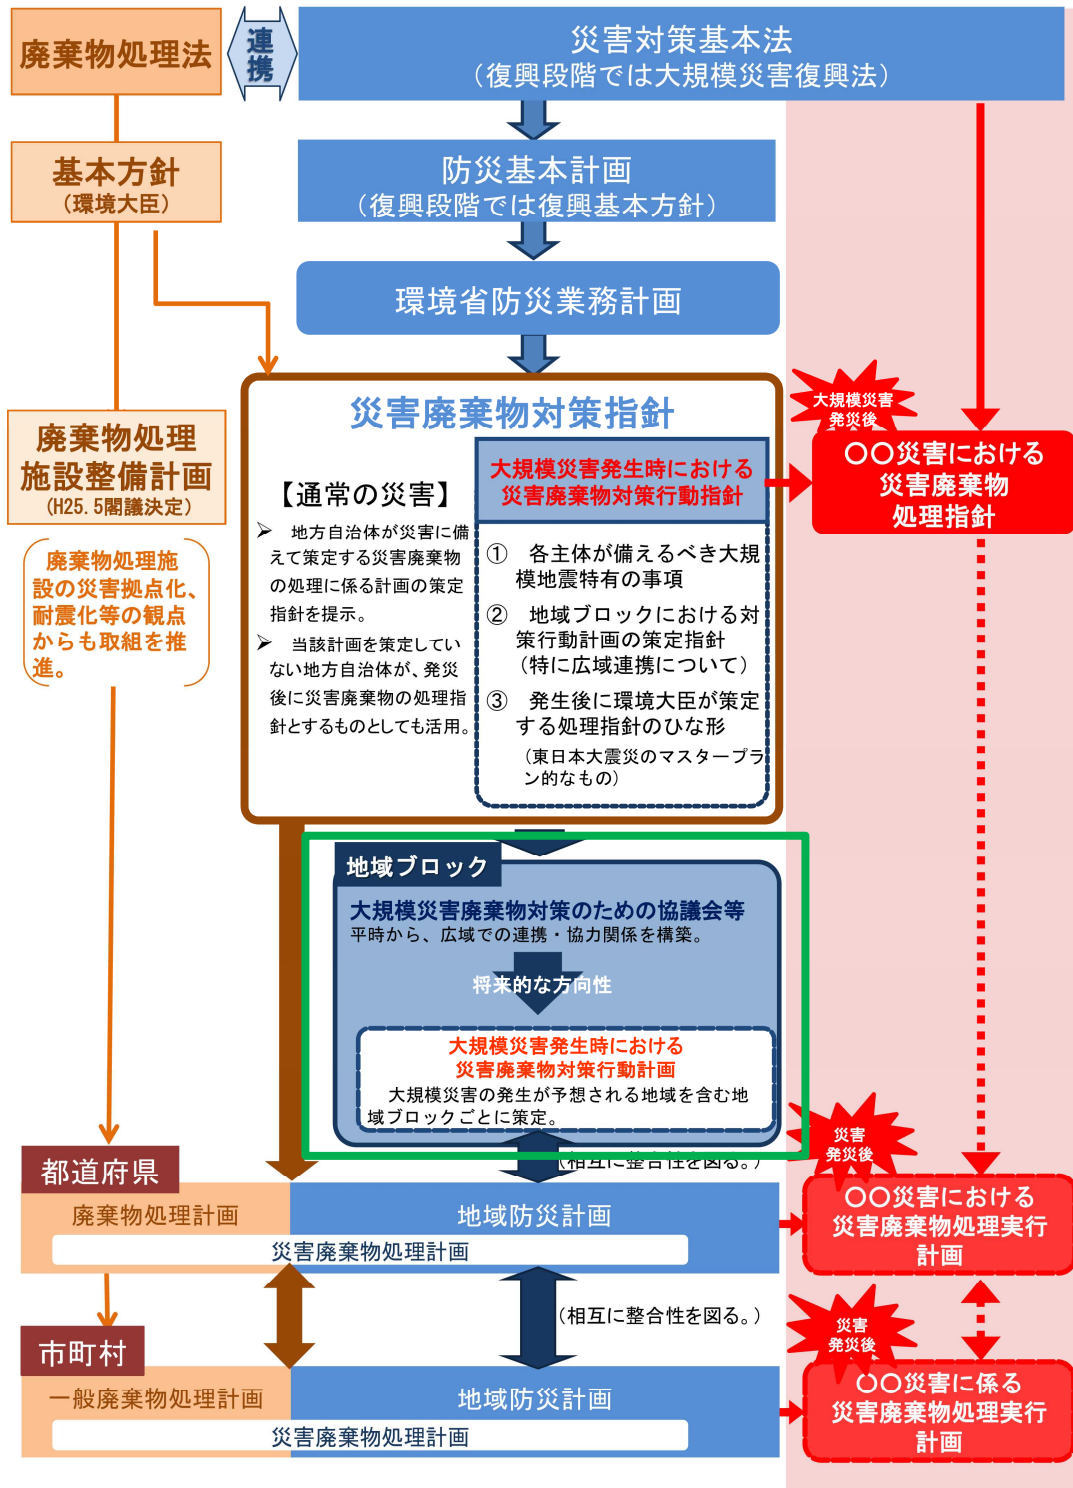 廃棄物処理法
連携
災害対策基本法
（復興段階では大規模災害復興法）
基本方針
（環境大臣）
防災基本計画
（復興段階では復興基本方針）
環境省防災業務計画
災害廃棄物対策指針
大規模災害
発災後
廃棄物処理
施設整備計画
（H25.5閣議決定）
廃棄物処理施
設の災害拠点化、
耐震化等の観点
からも取組を推
進。
【通常の災害】
➢ 地方自治体が災害に備
えて策定する災害廃棄物
の処理に係る計画の策定
指針を提示。
➢ 当該計画を策定してい
ない地方自治体が、発災
後に災害廃棄物の処理指
針とするものとしても活用。
大規模災害発生時における
災害廃棄物対策行動指針
① 各主体が備えるべき大規
模地震特有の事項
② 地域ブロックにおける対
策行動計画の策定指針
（特に広域連携について）
③ 発生後に環境大臣が策定
する処理指針のひな形
（東日本大震災のマスタープラ
ン的なもの）
〇〇災害における
災害廃棄物
処理指針
地域ブロック
大規模災害廃棄物対策のための協議会等
平時から、広域での連携・協力関係を構築。
将来的な方向性
大規模災害発生時における
災害廃棄物対策行動計画
大規模災害の発生が予想される地域を含む地
域ブロックごとに策定。
（相互に整合性を図る。）
災害
発災後
都道府県
廃棄物処理計画
地域防災計画
災害廃棄物処理計画
〇〇災害における
災害廃棄物処理実行
計画
（相互に整合性を図る。）
災害
発災後
市町村
一般廃棄物処理計画
地域防災計画
災害廃棄物処理計画
〇〇災害に係る
災害廃棄物処理実行
計画